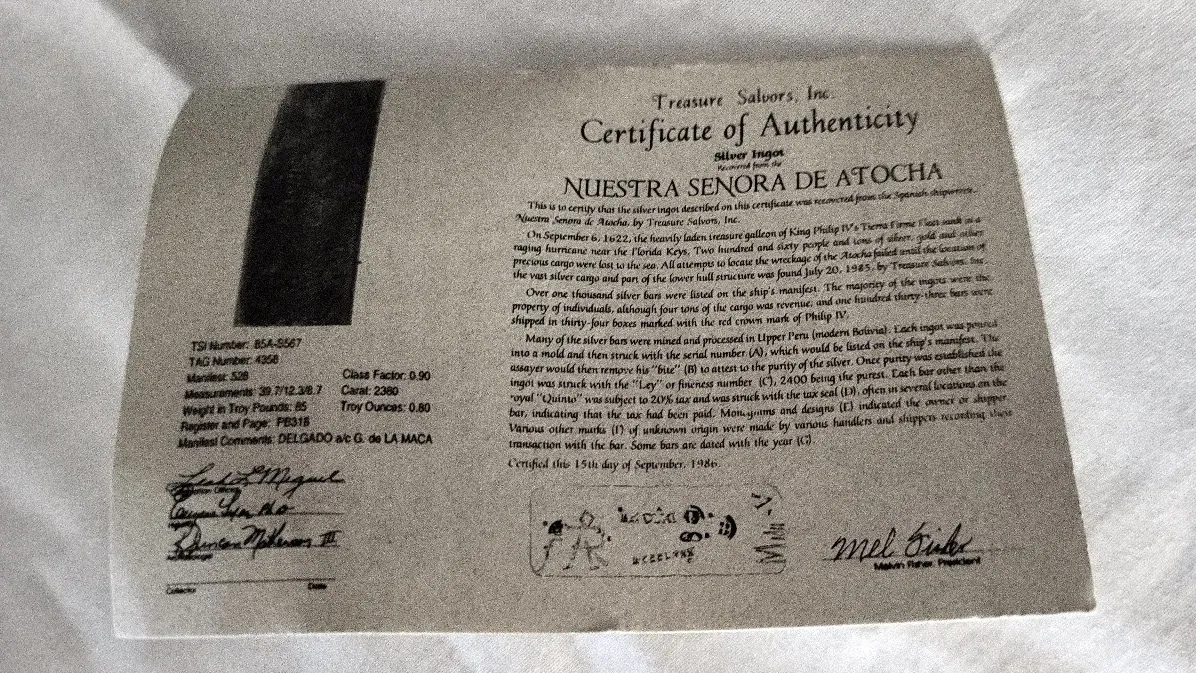 Treasure Salvors, Inc.
Certificate of Authenticity
Silver Ingot
Recovered from the
NUESTRA SENORA DE ATOCHA
This is to certify that the silver ingot described on this certificate was recovered from the Spanish shipwreck,
Nuestra Senora de Atocha, by Treasure Salvors, Inc.
On September 6, 1622, the heavily laden treasure galleon of King Philip IV's Tierra Firme Fleet sank in a
raging hurricane near the Florida Keys. Two hundred and sixty people and tons of silver, gold and other
precious cargo were lost to the sea. All attempts to locate the wreckage of the Atocha failed until the location of
the vast silver cargo and part of the lower hull structure was found July 20, 1985, by Treasure Salvors, Inc.
Over one thousand silver bars were listed on the ship's manifest. The majority of the ingots were the
property of individuals, although four tons of the cargo was revenue, and one hundred thirty-three bars were
shipped in thirty-four boxes marked with the red crown mark of Philip IV.
Many of the silver bars were mined and processed in Upper Peru (modern Bolivia). Each ingot was poured
into a mold and then struck with the serial number (A), which would be listed on the ship's manifest. The
assayer would then remove his "bite" (B) to attest to the purity of the silver. Once purity was established the
ingot was struck with the "Ley" or fineness number (C), 2400 being the purest. Each bar other than the
royal "Quinto" was subject to 20% tax and was struck with the tax seal (D), often in several locations on the
bar, indicating that the tax had been paid. Monograms and designs (E) indicated the owner or shipper.
Various other marks (F) of unknown origin were made by various handlers and shippers recording their
transaction with the bar. Some bars are dated with the year (G).
Certified this 15th day of September, 1986.
TSI Number: 85A-S567
TAG Number: 4358
Manifest: 528
Class Factor: 0.90
Measurements: 39.7/12.3/8.7
Carat: 2380
Weight in Troy Pounds: 85
Troy Ounces: 0.80
Register and Page: PB31B
Manifest Comments: DELGADO a/c G. de LA MACA
Duncan Mathewson III
Archaeologist
Collector
Date
Mel Fisher
Melvin Fisher, President